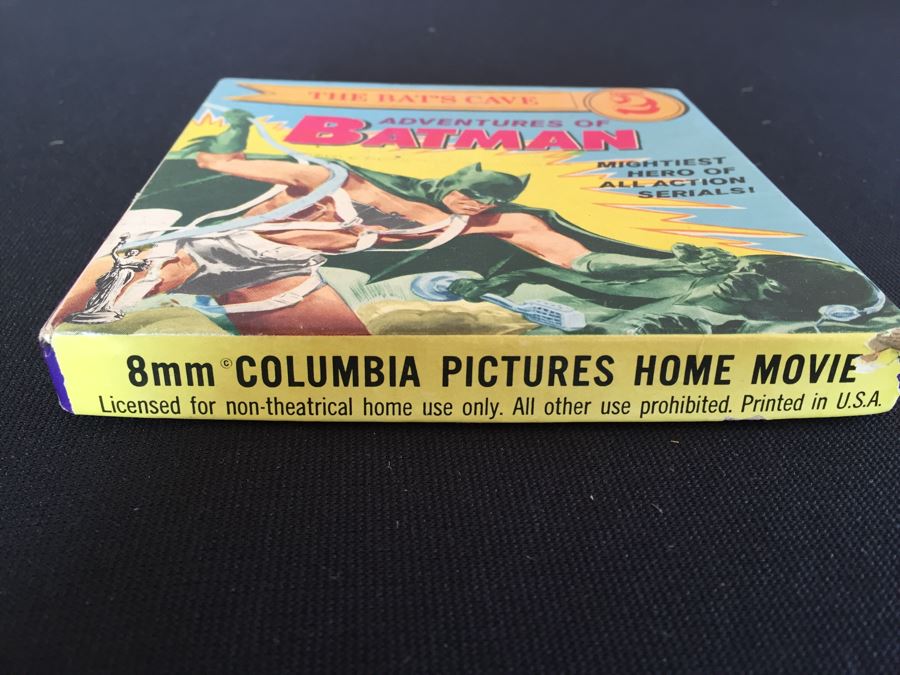 THE BAT'S CAVE
2
ADVENTURES OF
BATMAN
MIGHTIEST
HERO OF
ALL-ACTION
SERIALS!
8mm © COLUMBIA PICTURES HOME MOVIE
Licensed for non-theatrical home use only. All other use prohibited. Printed in U.S.A.